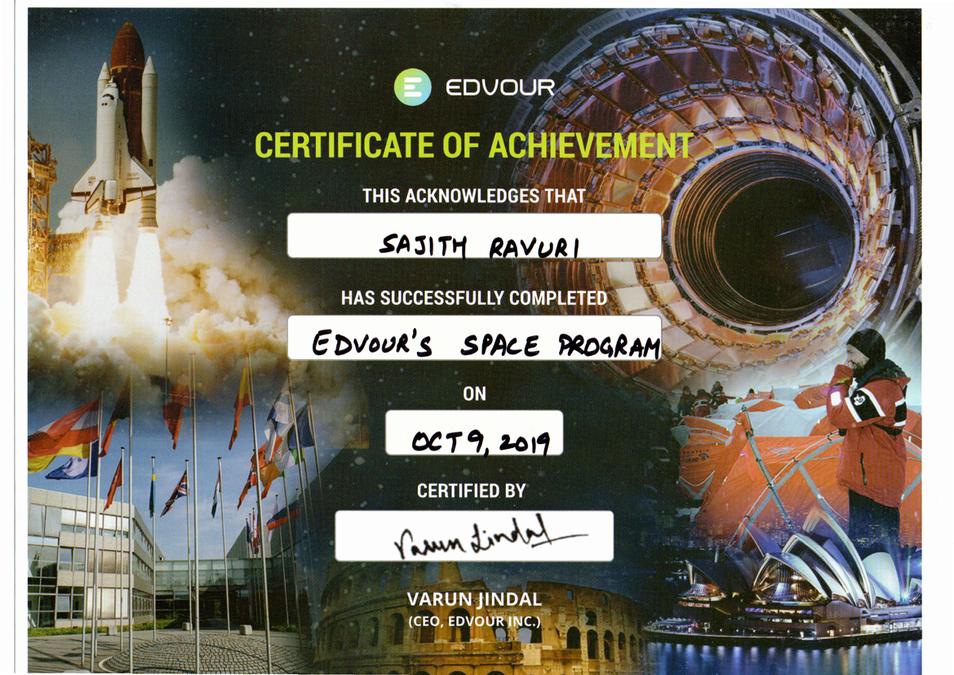 EDVOUR
CERTIFICATE OF ACHIEVEMENT
THIS ACKNOWLEDGES THAT
SAJITH RAVURI
HAS SUCCESSFULLY COMPLETED
EDVOUR'S SPACE PROGRAM
ON
OCT 9, 2019
CERTIFIED BY
Varun Jindal
VARUN JINDAL
(CEO, EDVOUR INC.)